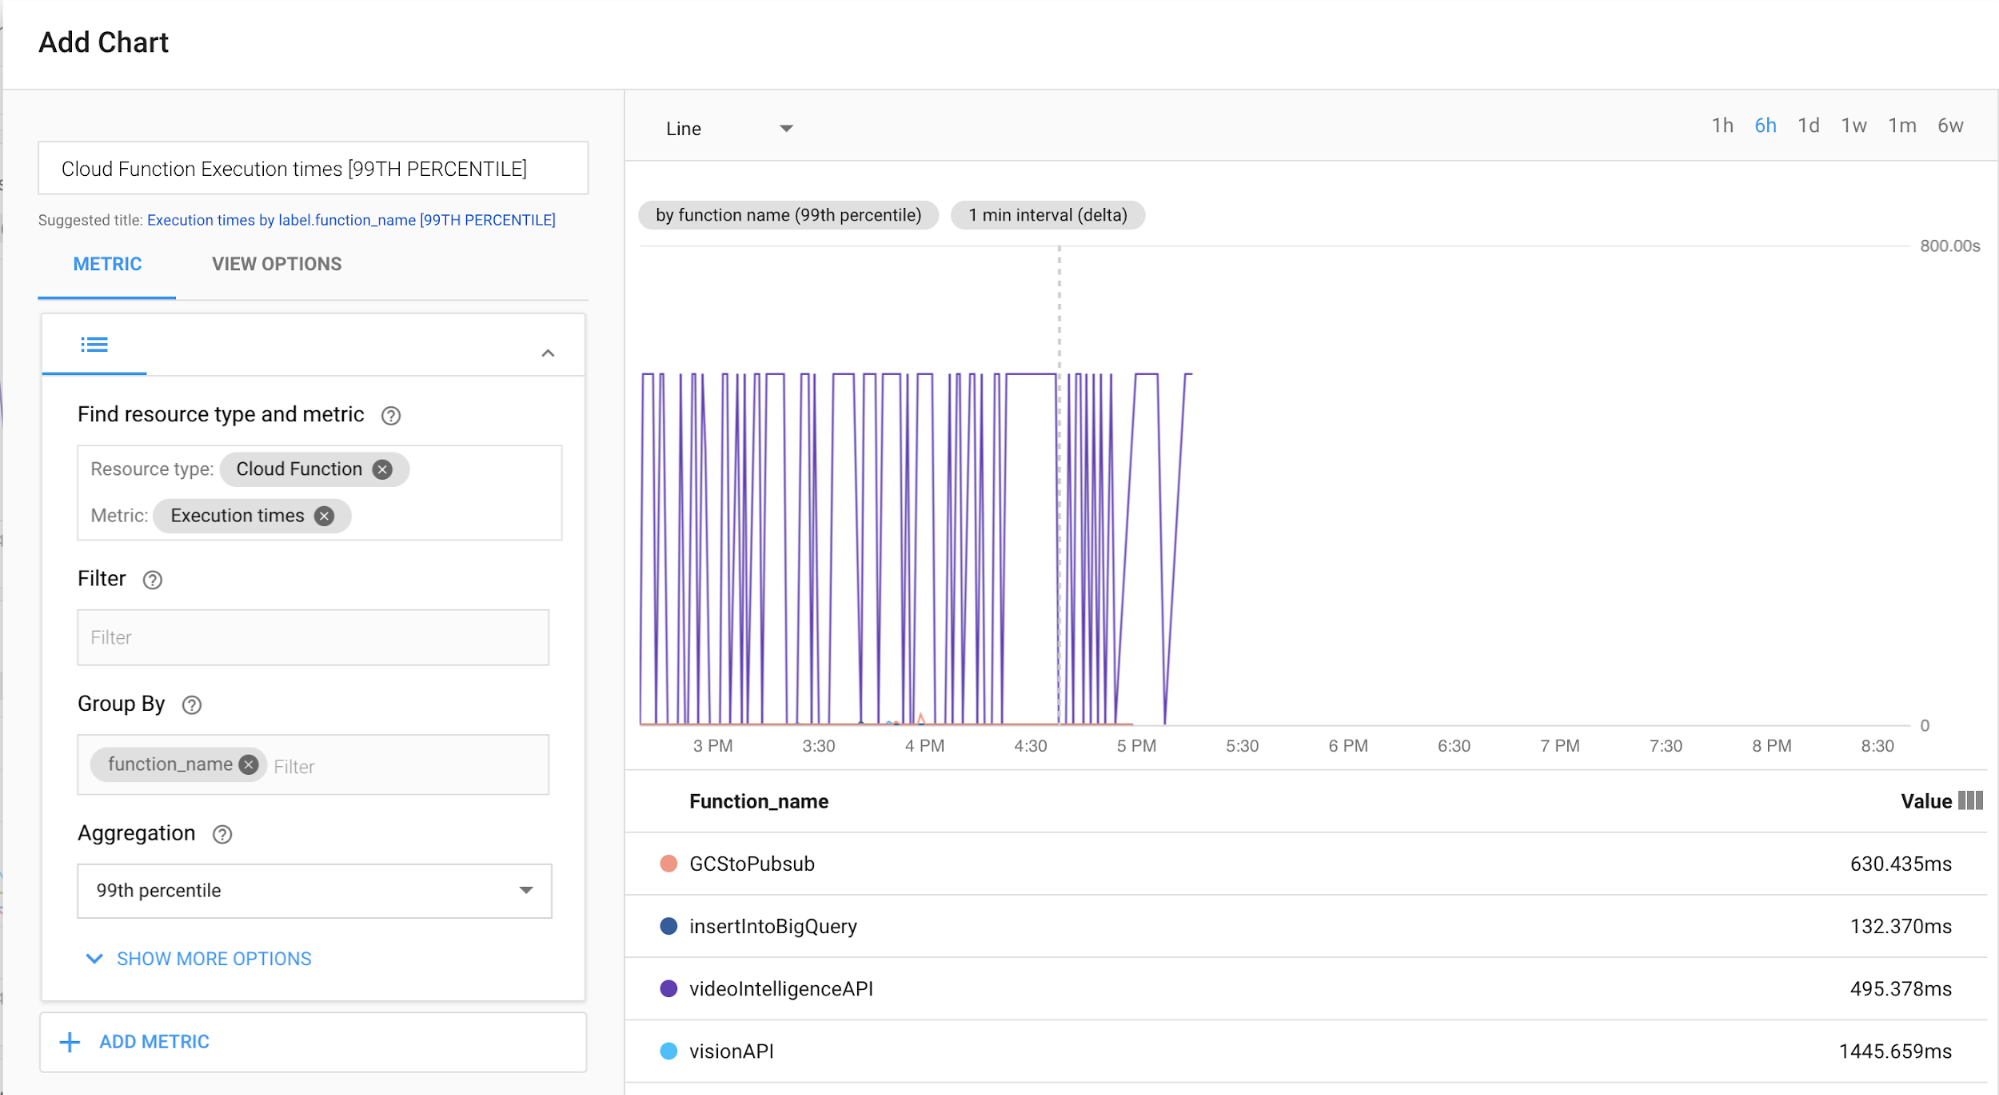 Add Chart
Cloud Function Execution times [99TH PERCENTILE]
Suggested title: Execution times by label.function_name [99TH PERCENTILE]
METRIC VIEW OPTIONS
Find resource type and metric ?
Resource type: Cloud Function
Metric: Execution times
Filter ?
Filter
Group By ?
function_name Filter
Aggregation ?
99th percentile
SHOW MORE OPTIONS
ADD METRIC
Line
1h 6h 1d 1w 1m 6w
by function name (99th percentile) 1 min interval (delta)
800.00s
0
3 PM 3:30 4 PM 4:30 5 PM 5:30 6 PM 6:30 7 PM 7:30 8 PM 8:30
Function_name Value
GCStoPubsub 630.435ms
insertIntoBigQuery 132.370ms
videoIntelligenceAPI 495.378ms
visionAPI 1445.659ms